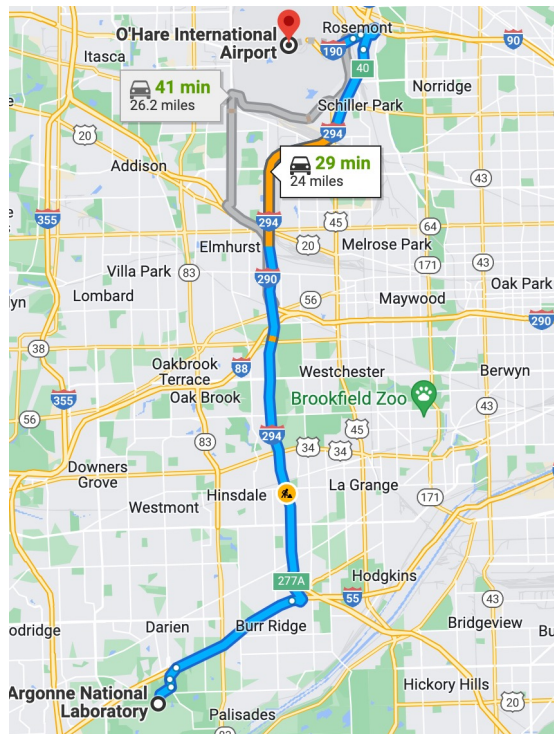 O'Hare International
Airport
Rosemont
190
90
Itasca
40
41 min
26.2 miles
Norridge
Schiller Park
294
20
Addison
29 min
24 miles
43
355
294
45
64
Elmhurst
20
Melrose Park
171
43
Villa Park
83
290
Oak Park
Lombard
56
Maywood
lyn
290
38
Oakbrook
Terrace
88
Westchester
Berwyn
355
Oak Brook
Brookfield Zoo
43
56
294
45
83
34
34
Downers
Grove
La Grange
Hinsdale
171
Westmont
277A
Hodgkins
55
43
odridge
Darien
Burr Ridge
Bridgeview
Bu
Argonne National
Laboratory
Hickory Hills
20
Palisades